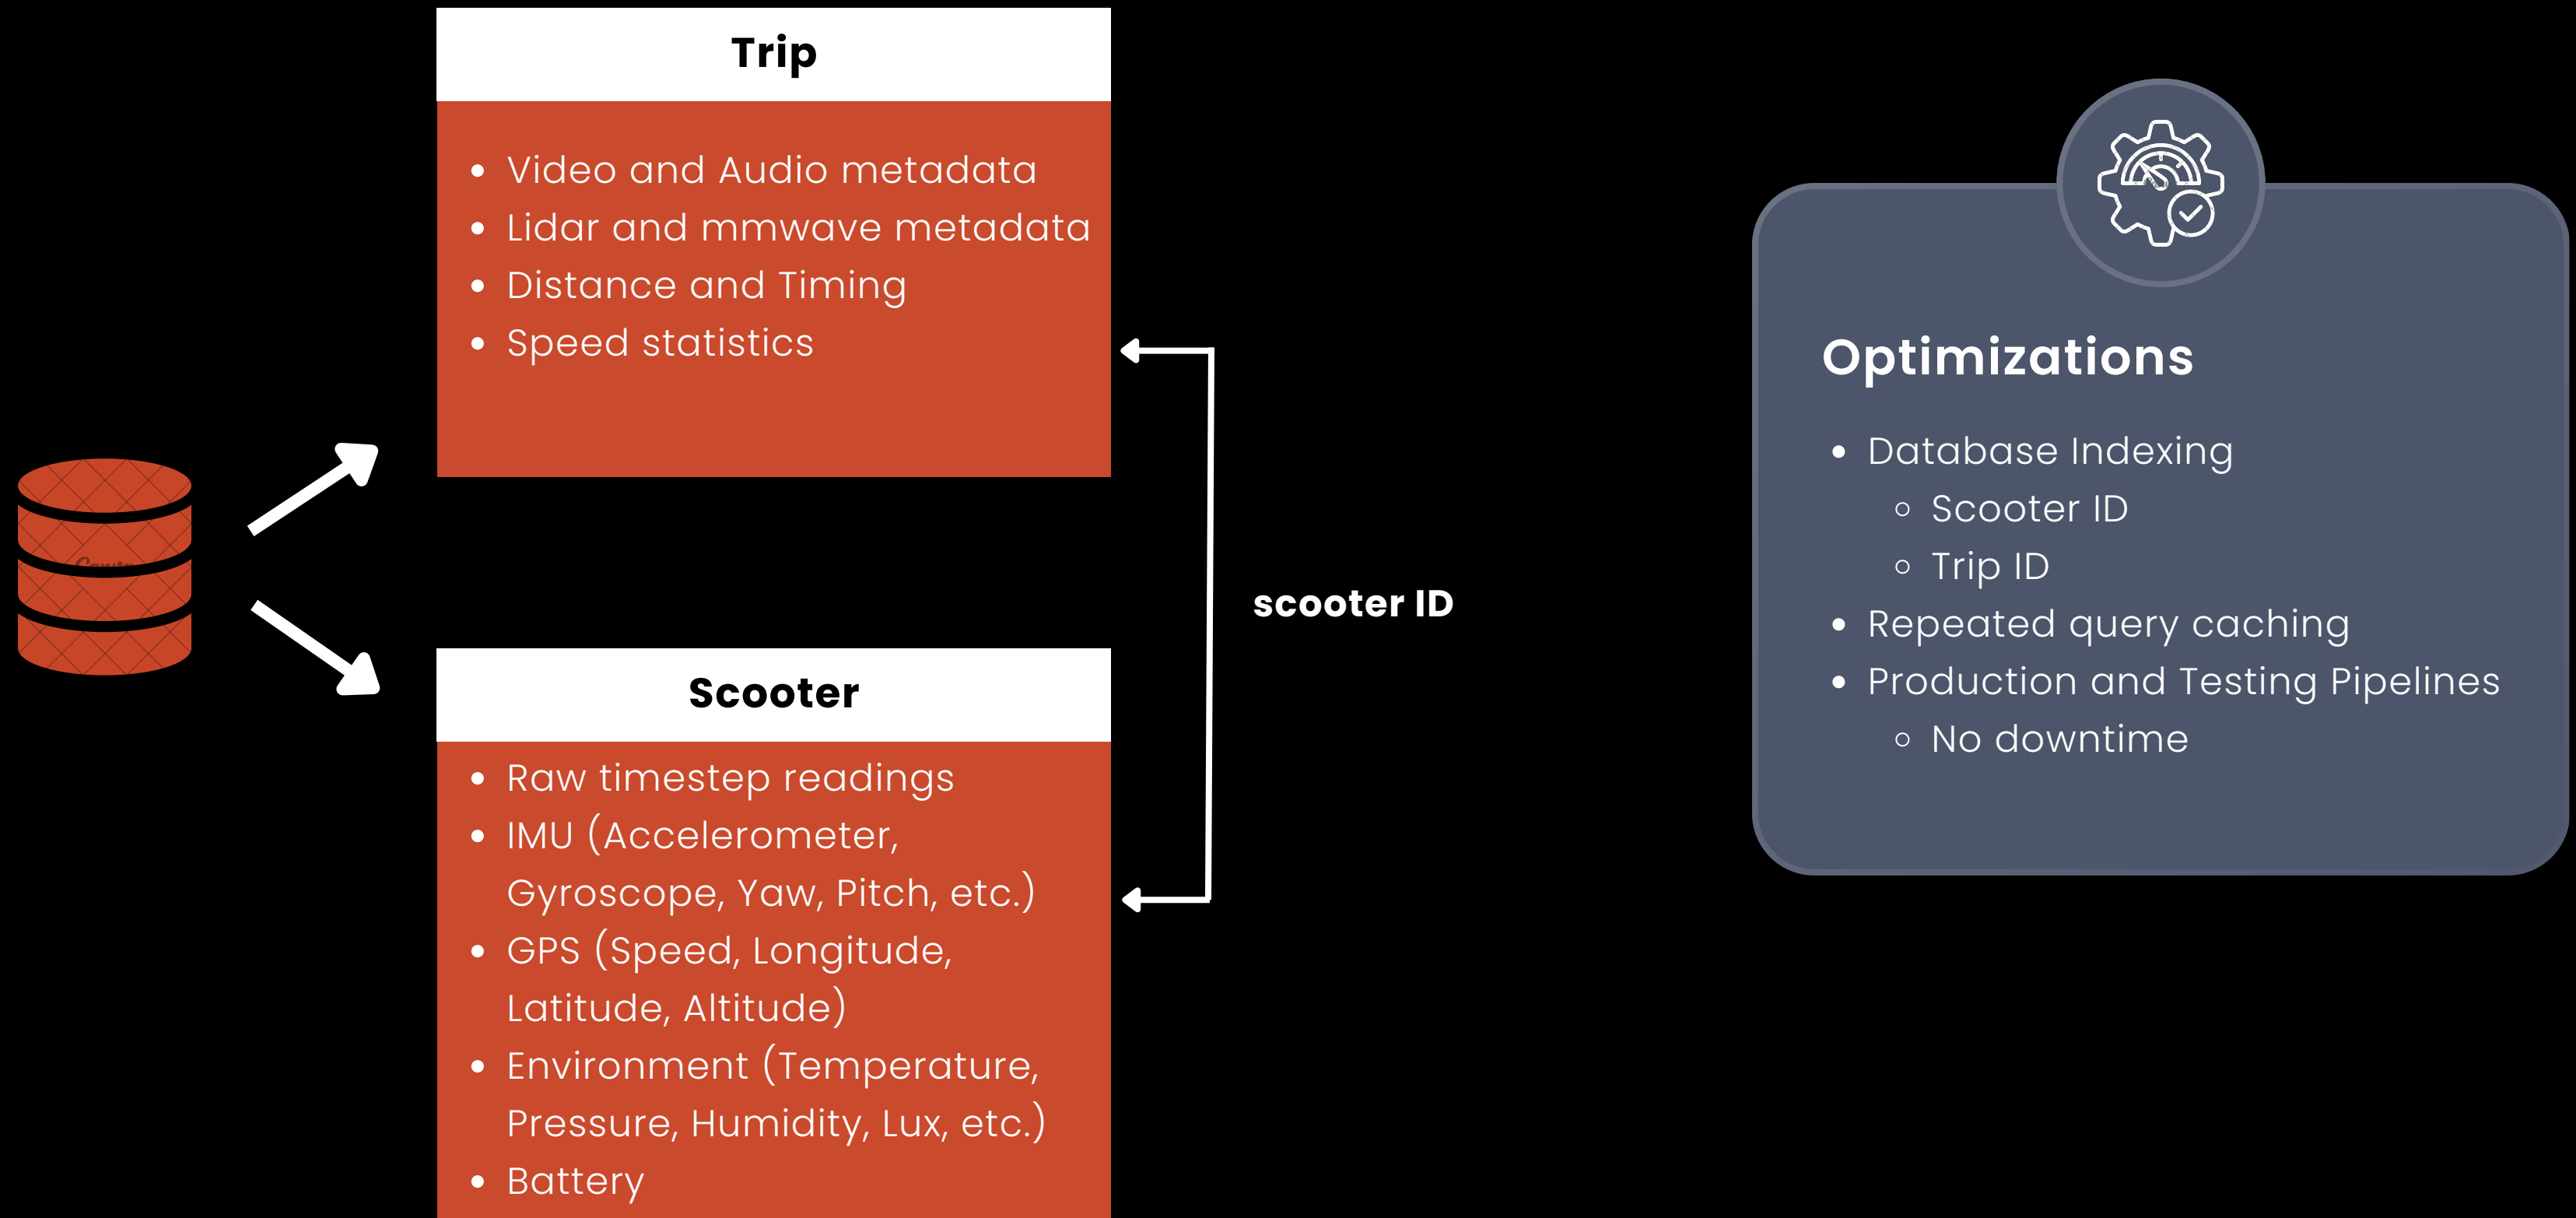 Trip
Video and Audio metadata
Lidar and mmwave metadata
Distance and Timing
Speed statistics
scooter ID
Scooter
Raw timestep readings
IMU (Accelerometer,
Gyroscope, Yaw, Pitch, etc.)
GPS (Speed, Longitude,
Latitude, Altitude)
Environment (Temperature,
Pressure, Humidity, Lux, etc.)
Battery
Optimizations
Database Indexing
Scooter ID
Trip ID
Repeated query caching
Production and Testing Pipelines
No downtime